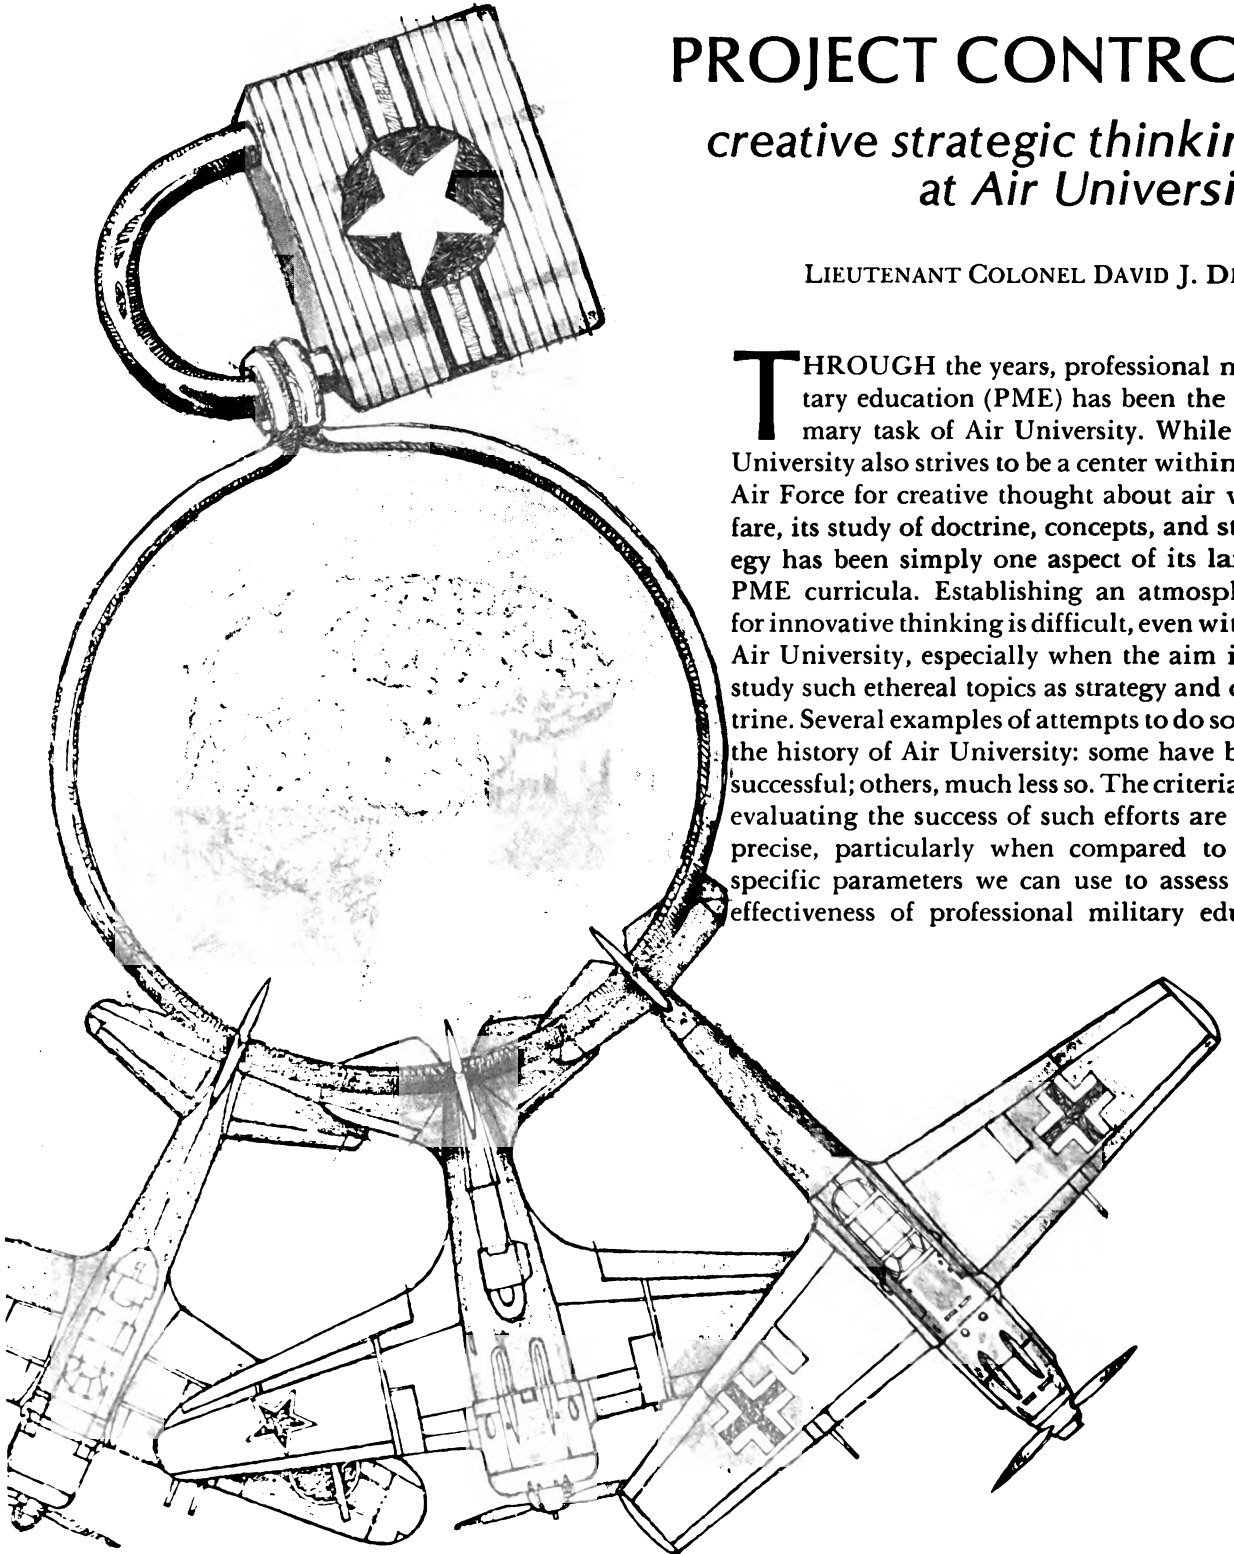 PROJECT CONTRO
creative strategic thinkin
at Air Universi
LIEUTENANT COLONEL DAVID J. D
THROUGH the years, professional m
tary education (PME) has been the
mary task of Air University. While
University also strives to be a center within
Air Force for creative thought about air w
fare, its study of doctrine, concepts, and st
egy has been simply one aspect of its la
PME curricula. Establishing an atmosph
for innovative thinking is difficult, even wit
Air University, especially when the aim i
study such ethereal topics as strategy and d
trine. Several examples of attempts to do so
the history of Air University: some have b
successful; others, much less so. The criteria
evaluating the success of such efforts are
precise, particularly when compared to
specific parameters we can use to assess
effectiveness of professional military edu